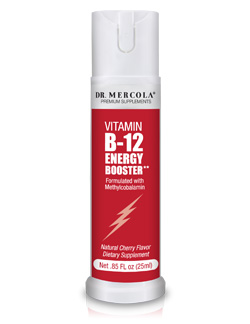 DR. MERCOLA®
PREMIUM SUPPLEMENTS
VITAMIN
B-12
ENERGY
BOOSTER**
Formulated with
Methylcobalamin
Natural Cherry Flavor
Dietary Supplement
Net .85 FL oz (25ml)